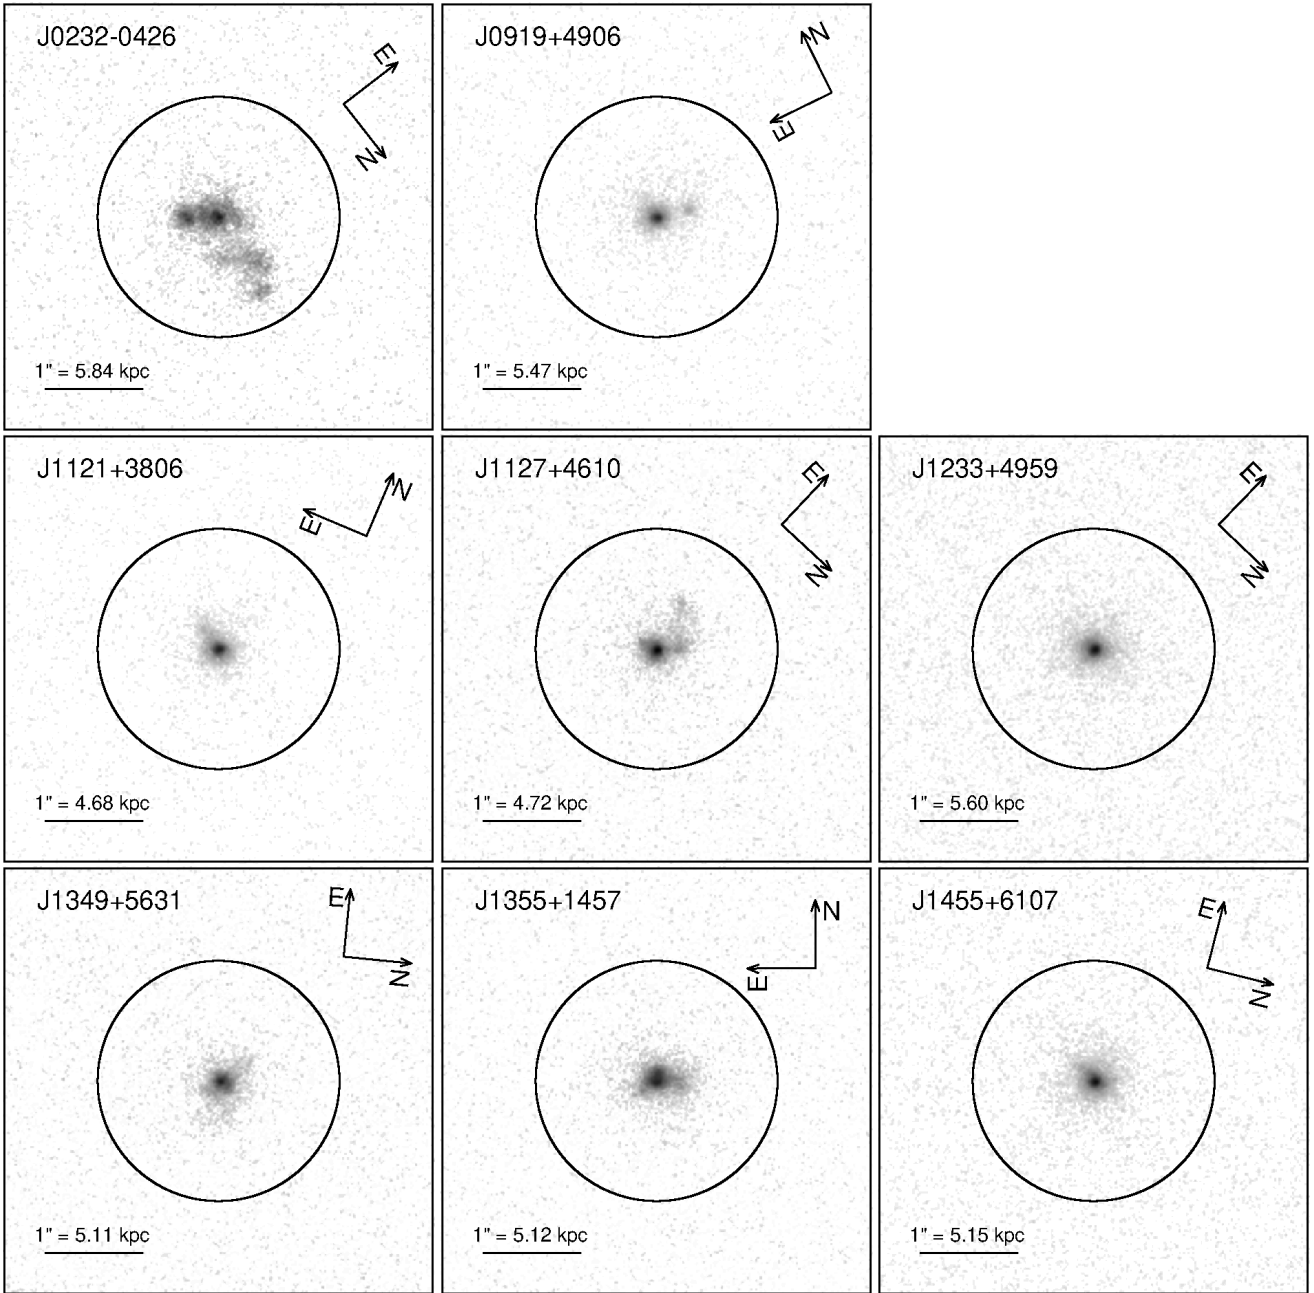 J0232-0426
E
N
1" = 5.84 kpc
J0919+4906
N
E
1" = 5.47 kpc
J1121+3806
N
E
1" = 4.68 kpc
J1127+4610
E
N
1" = 4.72 kpc
J1233+4959
E
N
1" = 5.60 kpc
J1349+5631
E
N
1" = 5.11 kpc
J1355+1457
N
E
1" = 5.12 kpc
J1455+6107
E
N
1" = 5.15 kpc